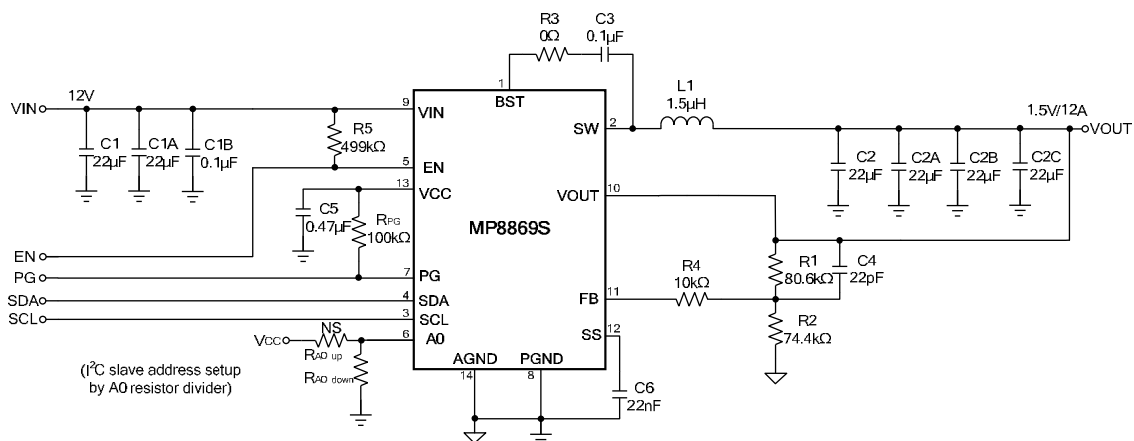 R3
0Ω
C3
0.1µF
1
BST
VIN
12V
9
VIN
C1
22µF
C1A
22µF
C1B
0.1µF
R5
499kΩ
5
EN
13
VCC
C5
0.47µF
RPG
100kΩ
EN
PG
7
PG
SDA
4
SDA
SCL
3
SCL
VCC
NS
6
A0
RAO up
RAO down
(I²C slave address setup
by A0 resistor divider)
MP8869S
AGND
14
PGND
8
SW
2
L1
1.5µH
1.5V/12A
VOUT
C2
22µF
C2A
22µF
C2B
22µF
C2C
22µF
VOUT
10
R1
80.6kΩ
C4
22pF
R4
10kΩ
FB
11
R2
74.4kΩ
SS
12
C6
22nF